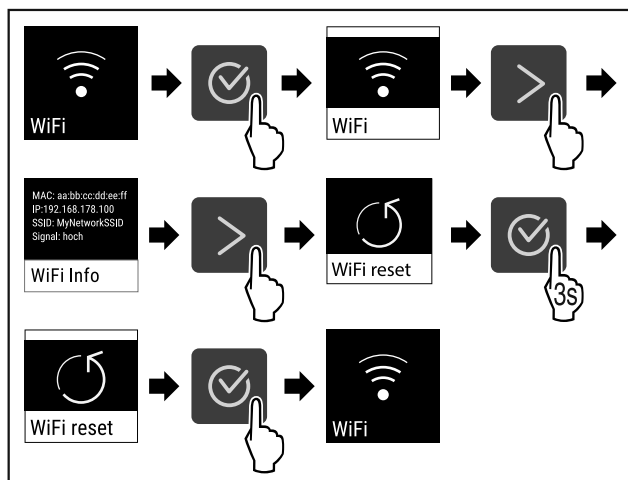 WiFi
WiFi
MAC: aa:bb:cc:dd:ee:ff
IP:192.168.178.100
SSID: MyNetworkSSID
Signal: hoch
WiFi Info
WiFi reset
3s
WiFi reset
WiFi